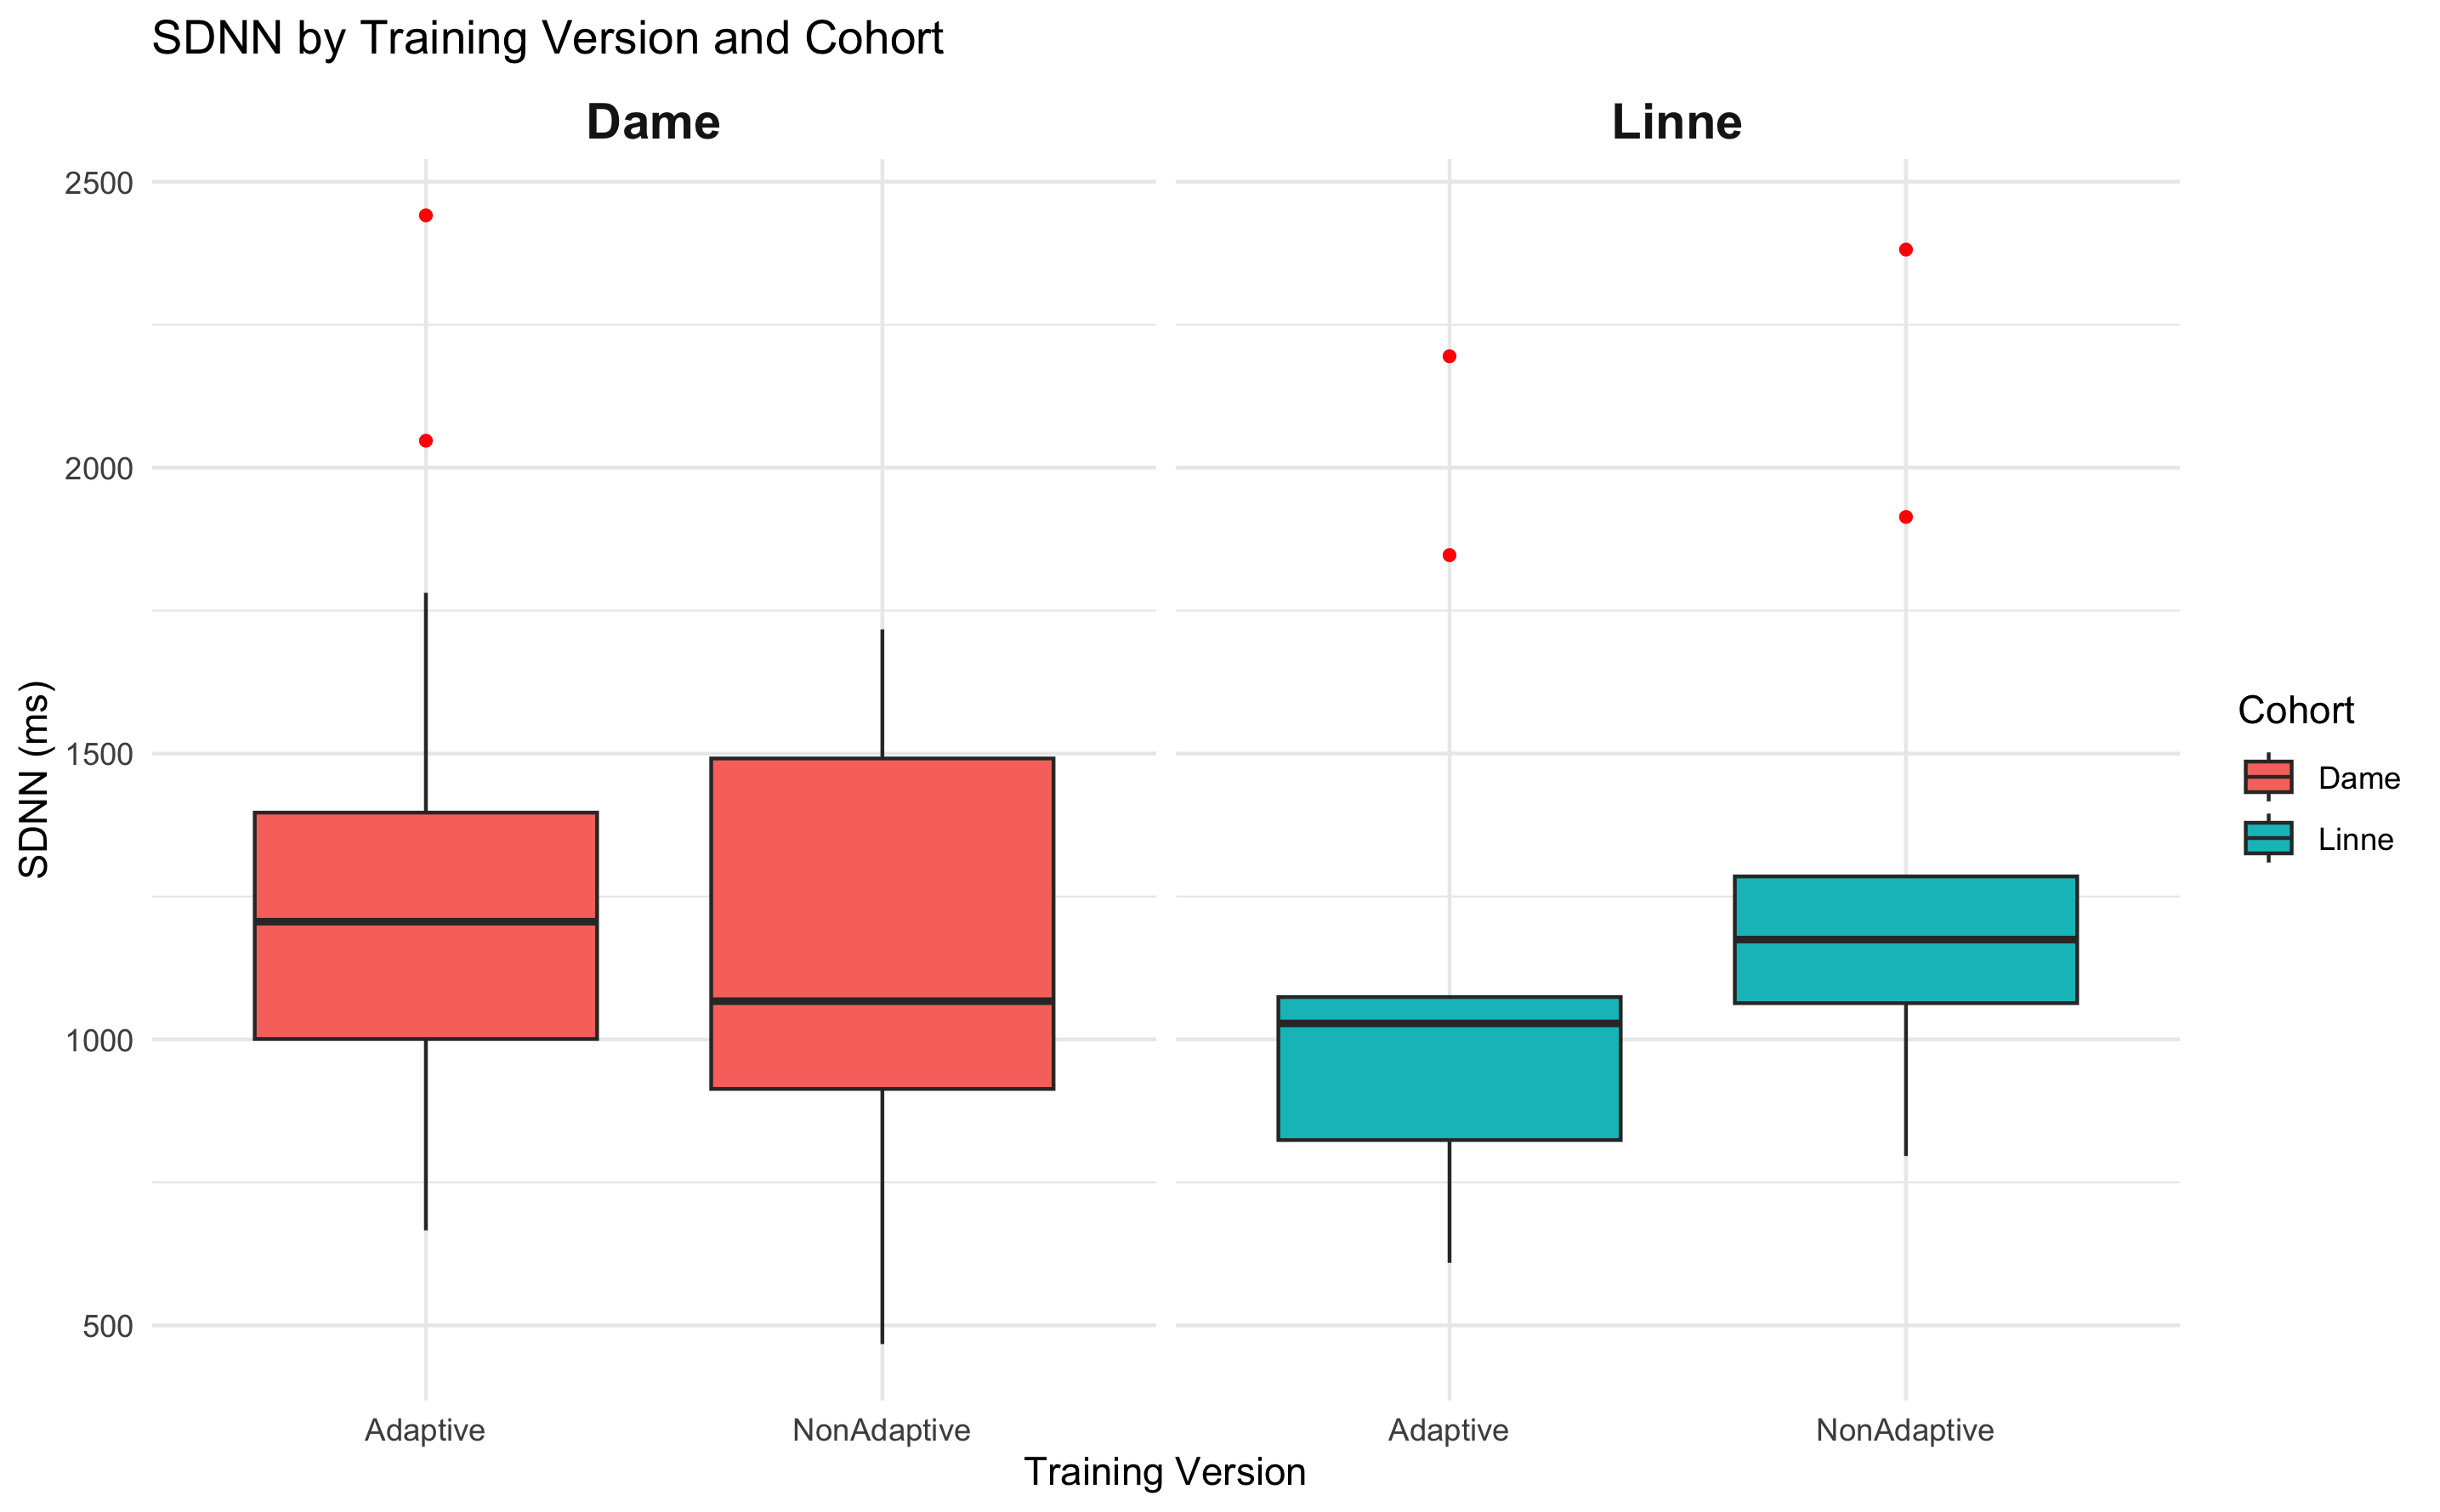 SDNN by Training Version and Cohort
Dame
Linne
2500
2000
1500
1000
500
SDNN (ms)
Adaptive
NonAdaptive
Adaptive
NonAdaptive
Training Version
Cohort
Dame
Linne